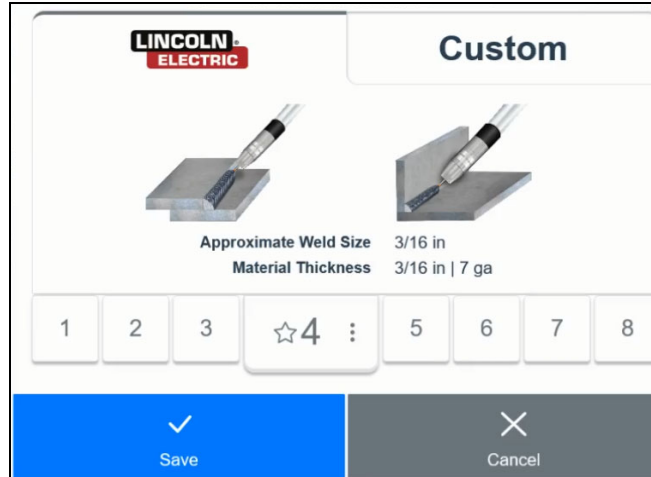 LINCOLN
ELECTRIC
Custom
Approximate Weld Size 3/16 in
Material Thickness 3/16 in | 7 ga
1 2 3 4 5 6 7 8
Save Cancel